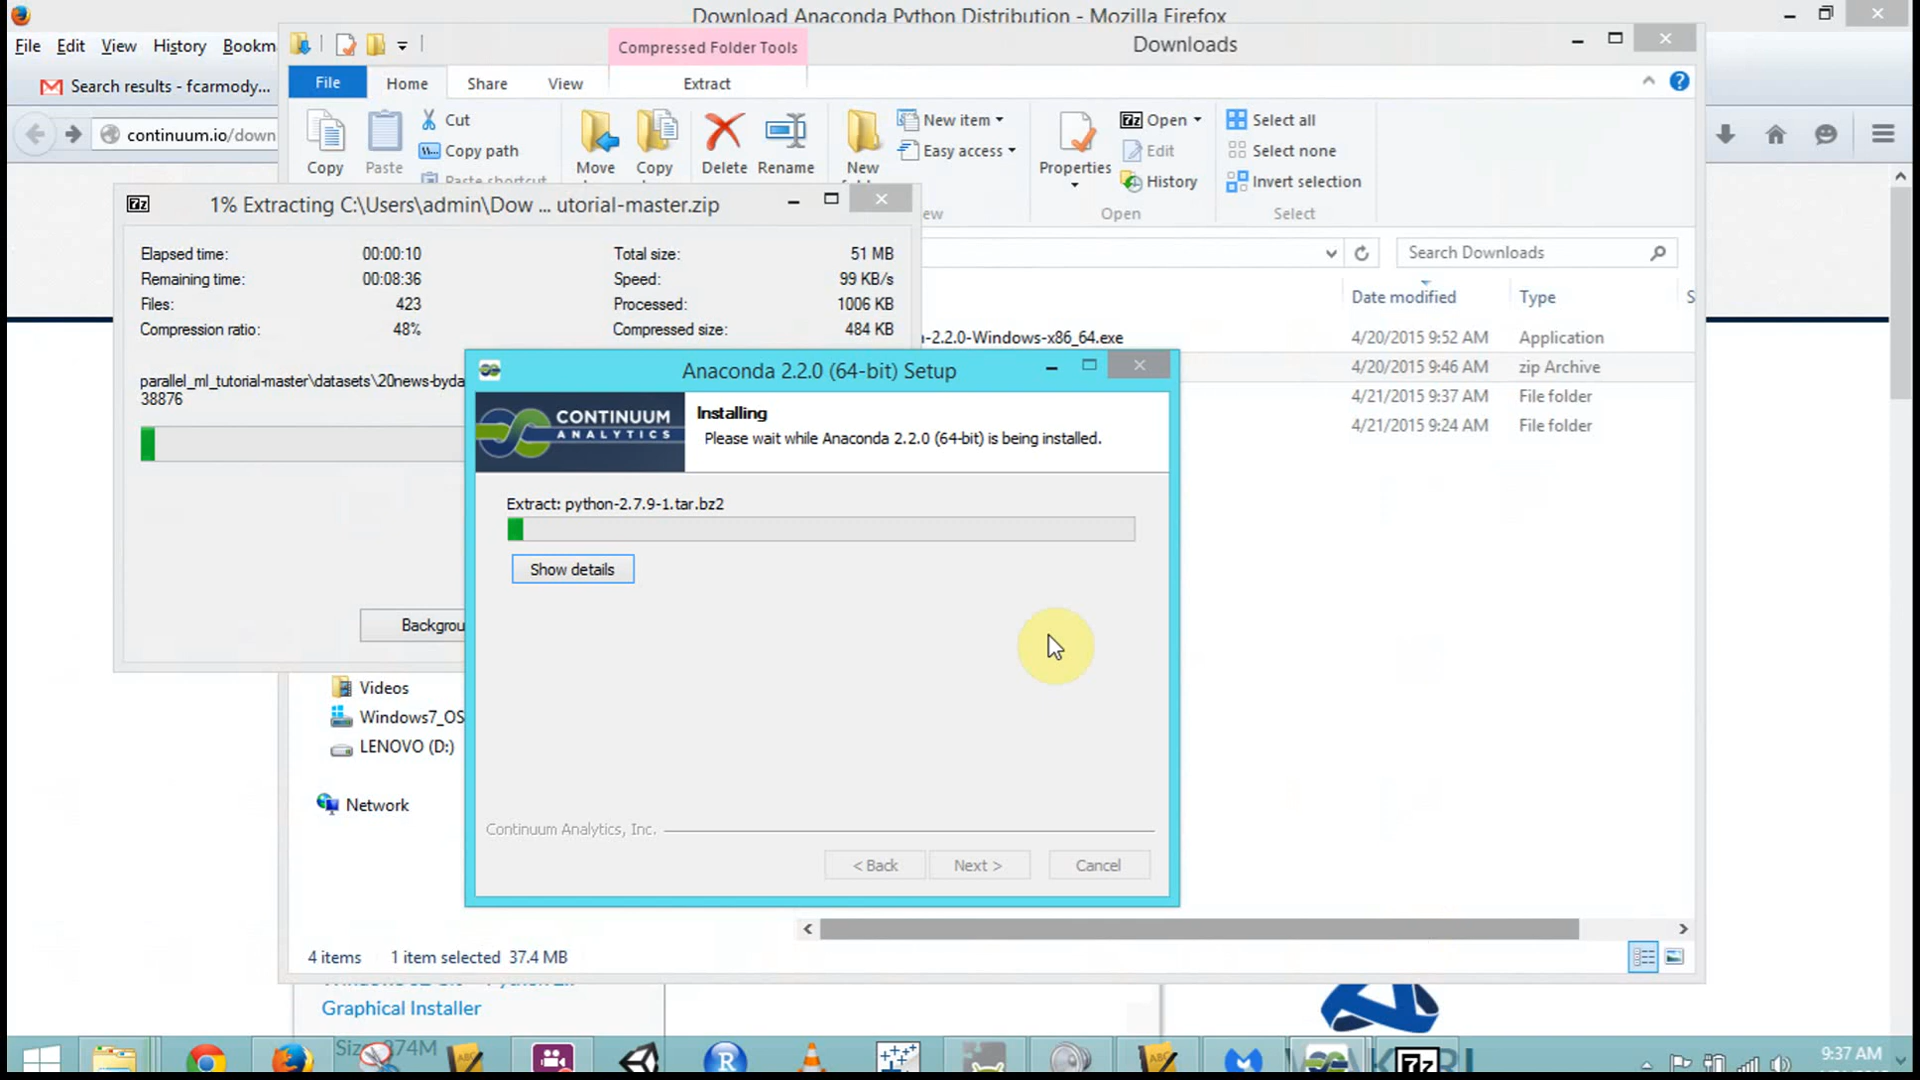 Download Anaconda Python Distribution - Mozilla Firefox
File Edit View History Bookm
Compressed Folder Tools
Downloads
Search results - fcarmody...
File Home Share View Extract
continuum.io/down
Copy
Paste
Cut
Copy path
Paste shortcut
Move
Copy
Delete
Rename
New
New item
Easy access
Properties
Open
Edit
History
Select all
Select none
Invert selection
ew
Open
Select
7z 1% Extracting C:\Users\admin\Dow ... utorial-master.zip
Elapsed time: 00:00:10 Total size: 51 MB
Remaining time: 00:08:36 Speed: 99 KB/s
Files: 423 Processed: 1006 KB
Compression ratio: 48% Compressed size: 484 KB
parallel_ml_tutorial-master\datasets\20news-byda
38876
Backgrou
Search Downloads
Date modified Type S
-2.2.0-Windows-x86_64.exe 4/20/2015 9:52 AM Application
4/20/2015 9:46 AM zip Archive
4/21/2015 9:37 AM File folder
4/21/2015 9:24 AM File folder
Anaconda 2.2.0 (64-bit) Setup
CONTINUUM
ANALYTICS
Installing
Please wait while Anaconda 2.2.0 (64-bit) is being installed.
Extract: python-2.7.9-1.tar.bz2
Show details
Continuum Analytics, Inc.
< Back Next > Cancel
Videos
Windows7_OS
LENOVO (D:)
Network
4 items 1 item selected 37.4 MB
Graphical Installer
9:37 AM